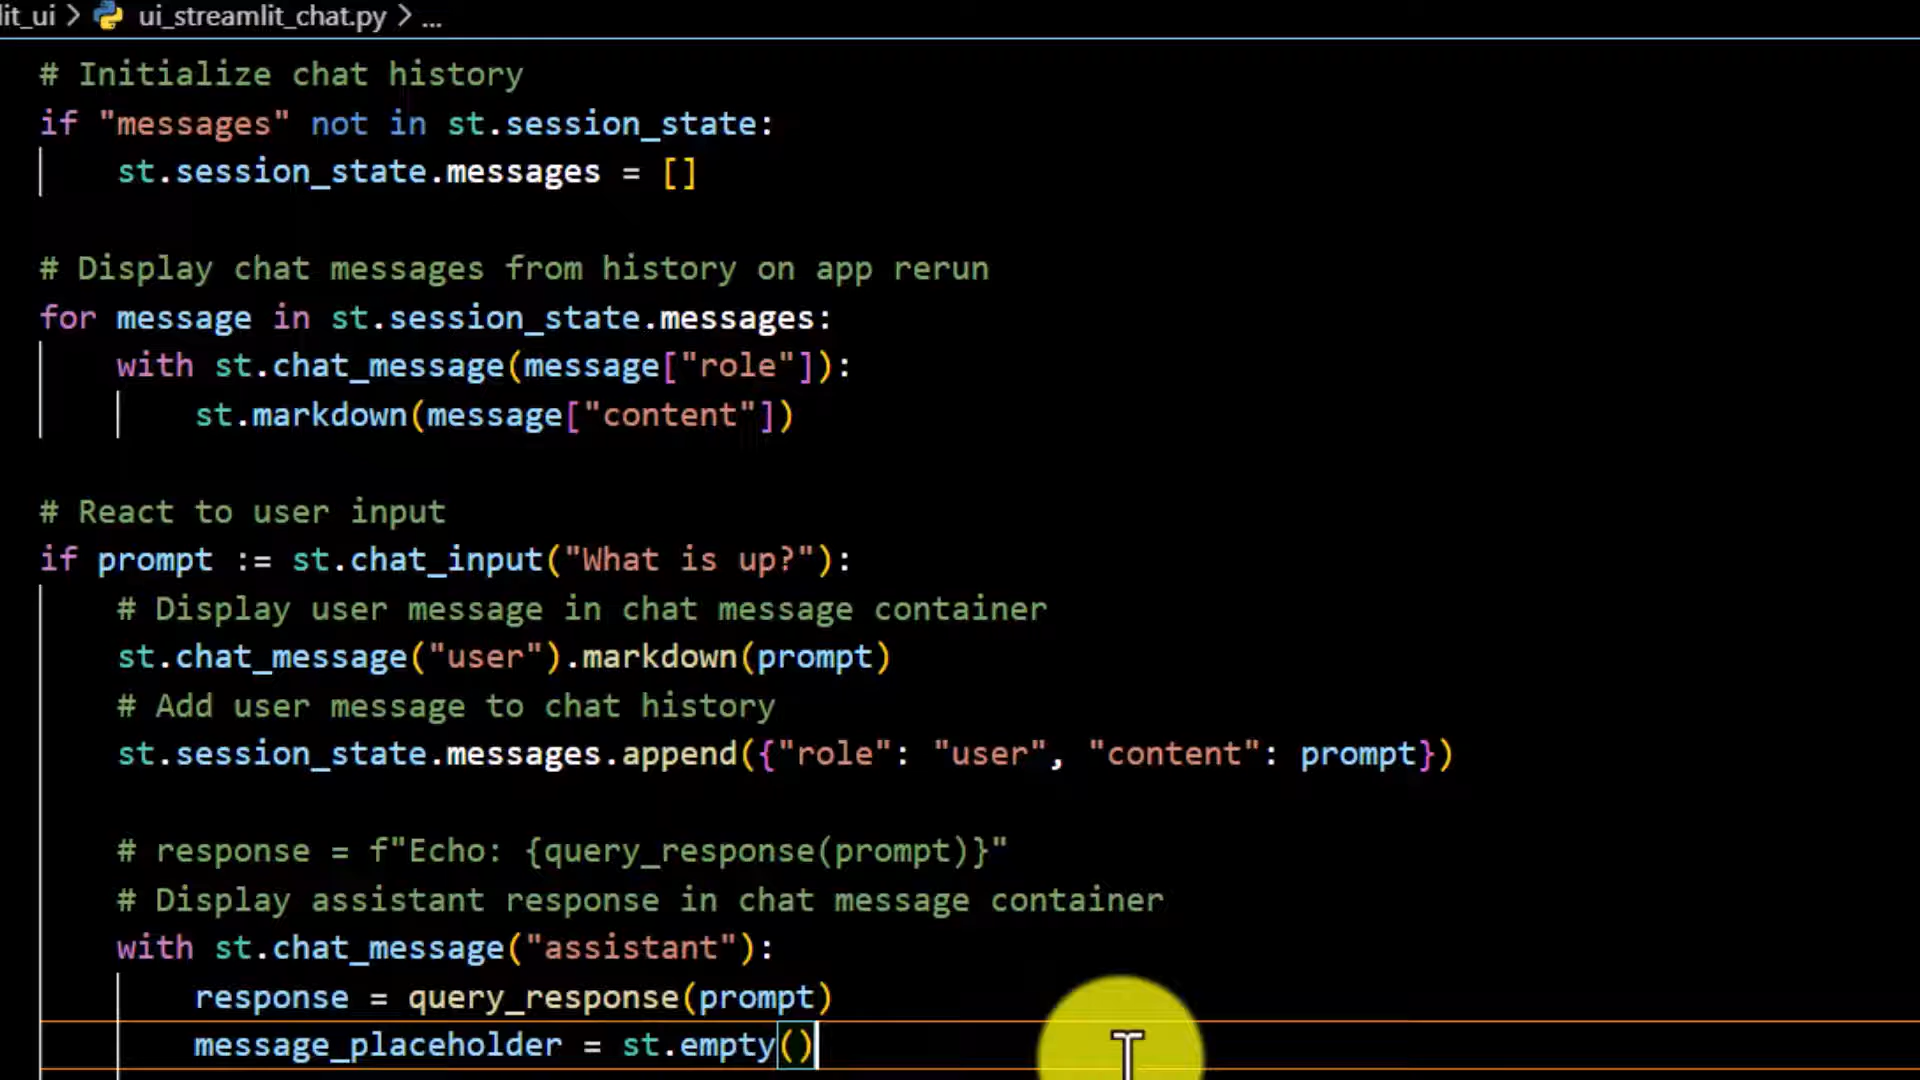 lit_ui > ui_streamlit_chat.py > ...
# Initialize chat history
if "messages" not in st.session_state:
    st.session_state.messages = []
# Display chat messages from history on app rerun
for message in st.session_state.messages:
    with st.chat_message(message["role"]):
        st.markdown(message["content"])
# React to user input
if prompt := st.chat_input("What is up?"):
    # Display user message in chat message container
    st.chat_message("user").markdown(prompt)
    # Add user message to chat history
    st.session_state.messages.append({"role": "user", "content": prompt})
    # response = f"Echo: {query_response(prompt)}"
    # Display assistant response in chat message container
    with st.chat_message("assistant"):
        response = query_response(prompt)
        message_placeholder = st.empty()